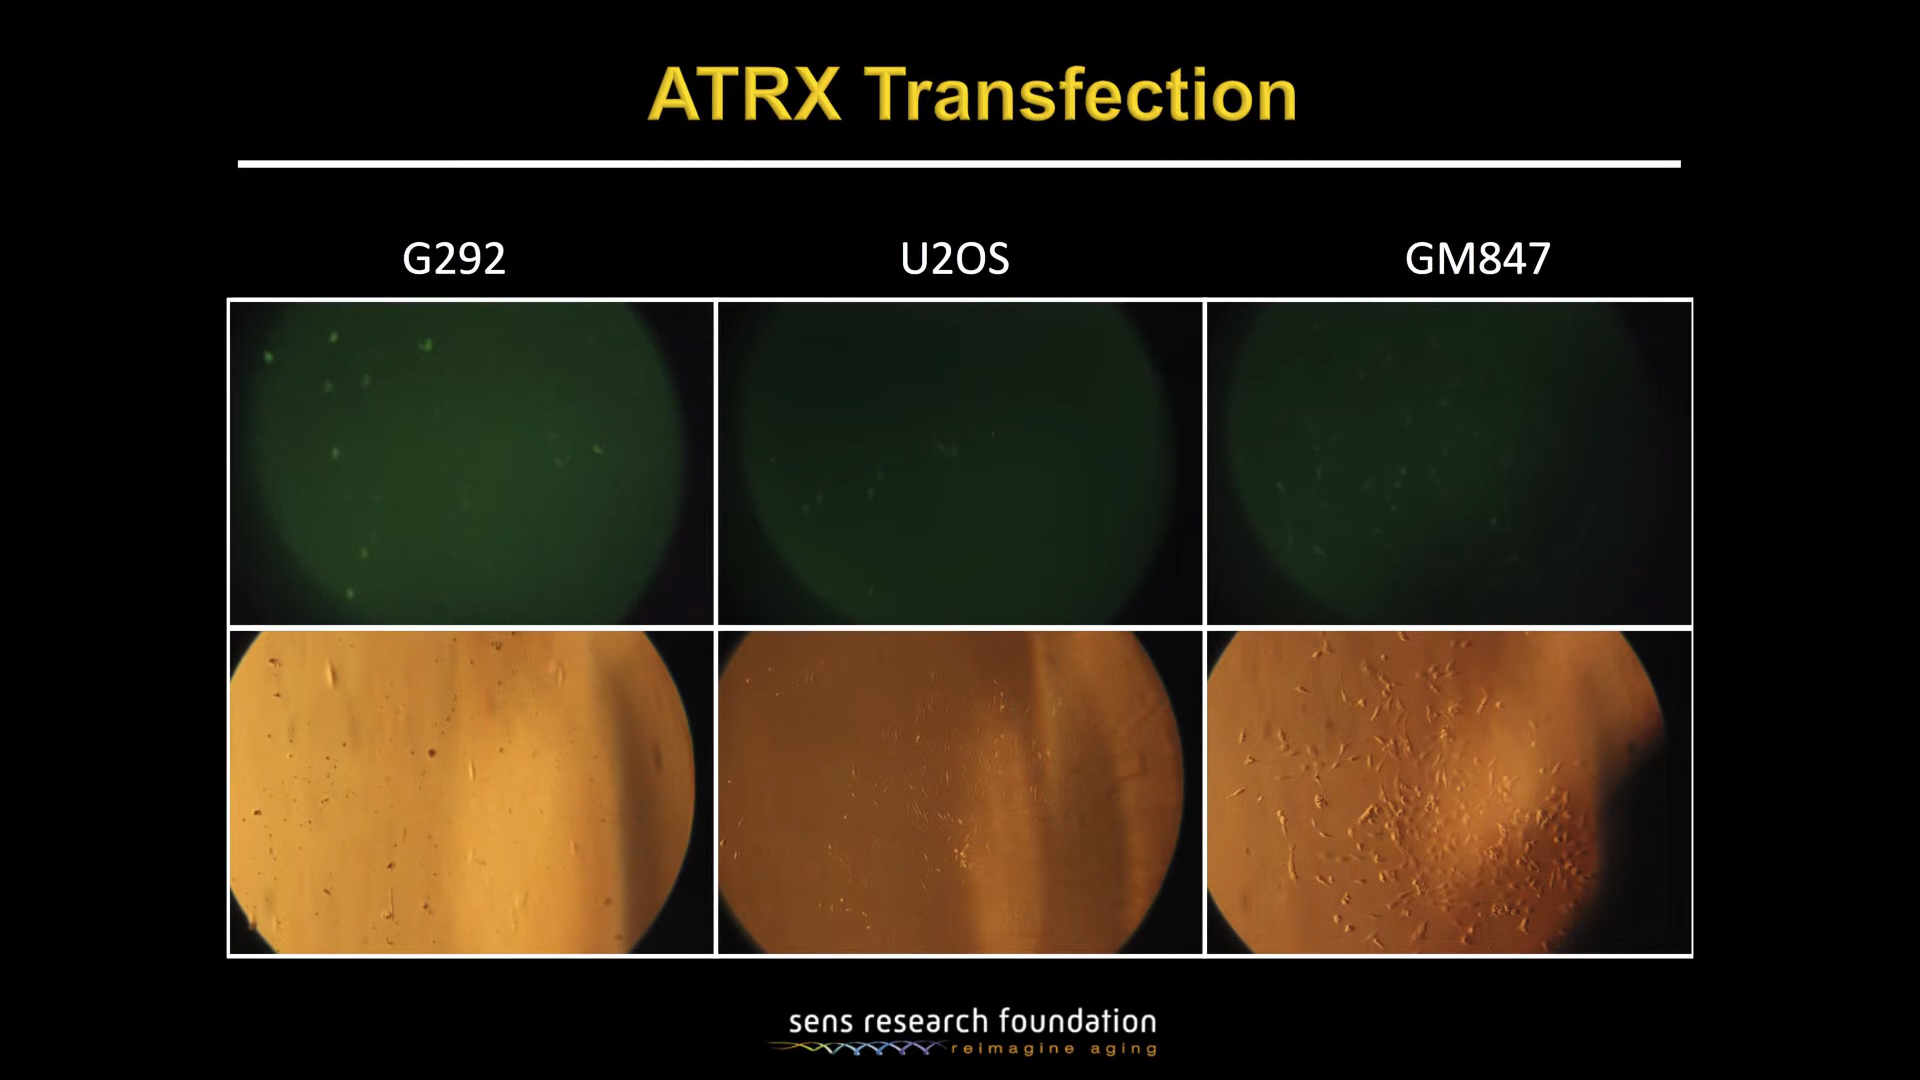 ATRX Transfection
G292
U2OS
GM847
sens research foundation
reimagine aging